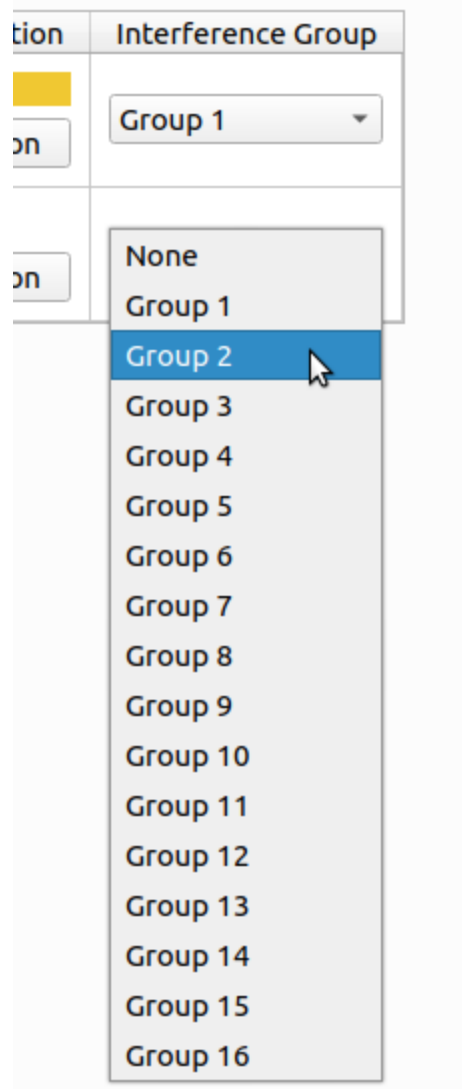 tion Interference Group
Group 1
on
None
on
Group 1
Group 2
Group 3
Group 4
Group 5
Group 6
Group 7
Group 8
Group 9
Group 10
Group 11
Group 12
Group 13
Group 14
Group 15
Group 16